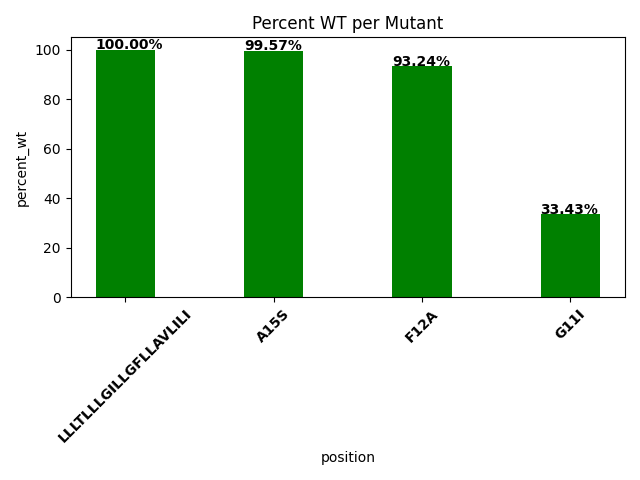 Percent WT per Mutant
100.00%
99.57%
93.24%
33.43%
percent_wt
100
80
60
40
20
0
LLLTLLLGILLGFLLAVLILI
A15S
F12A
G11I
position